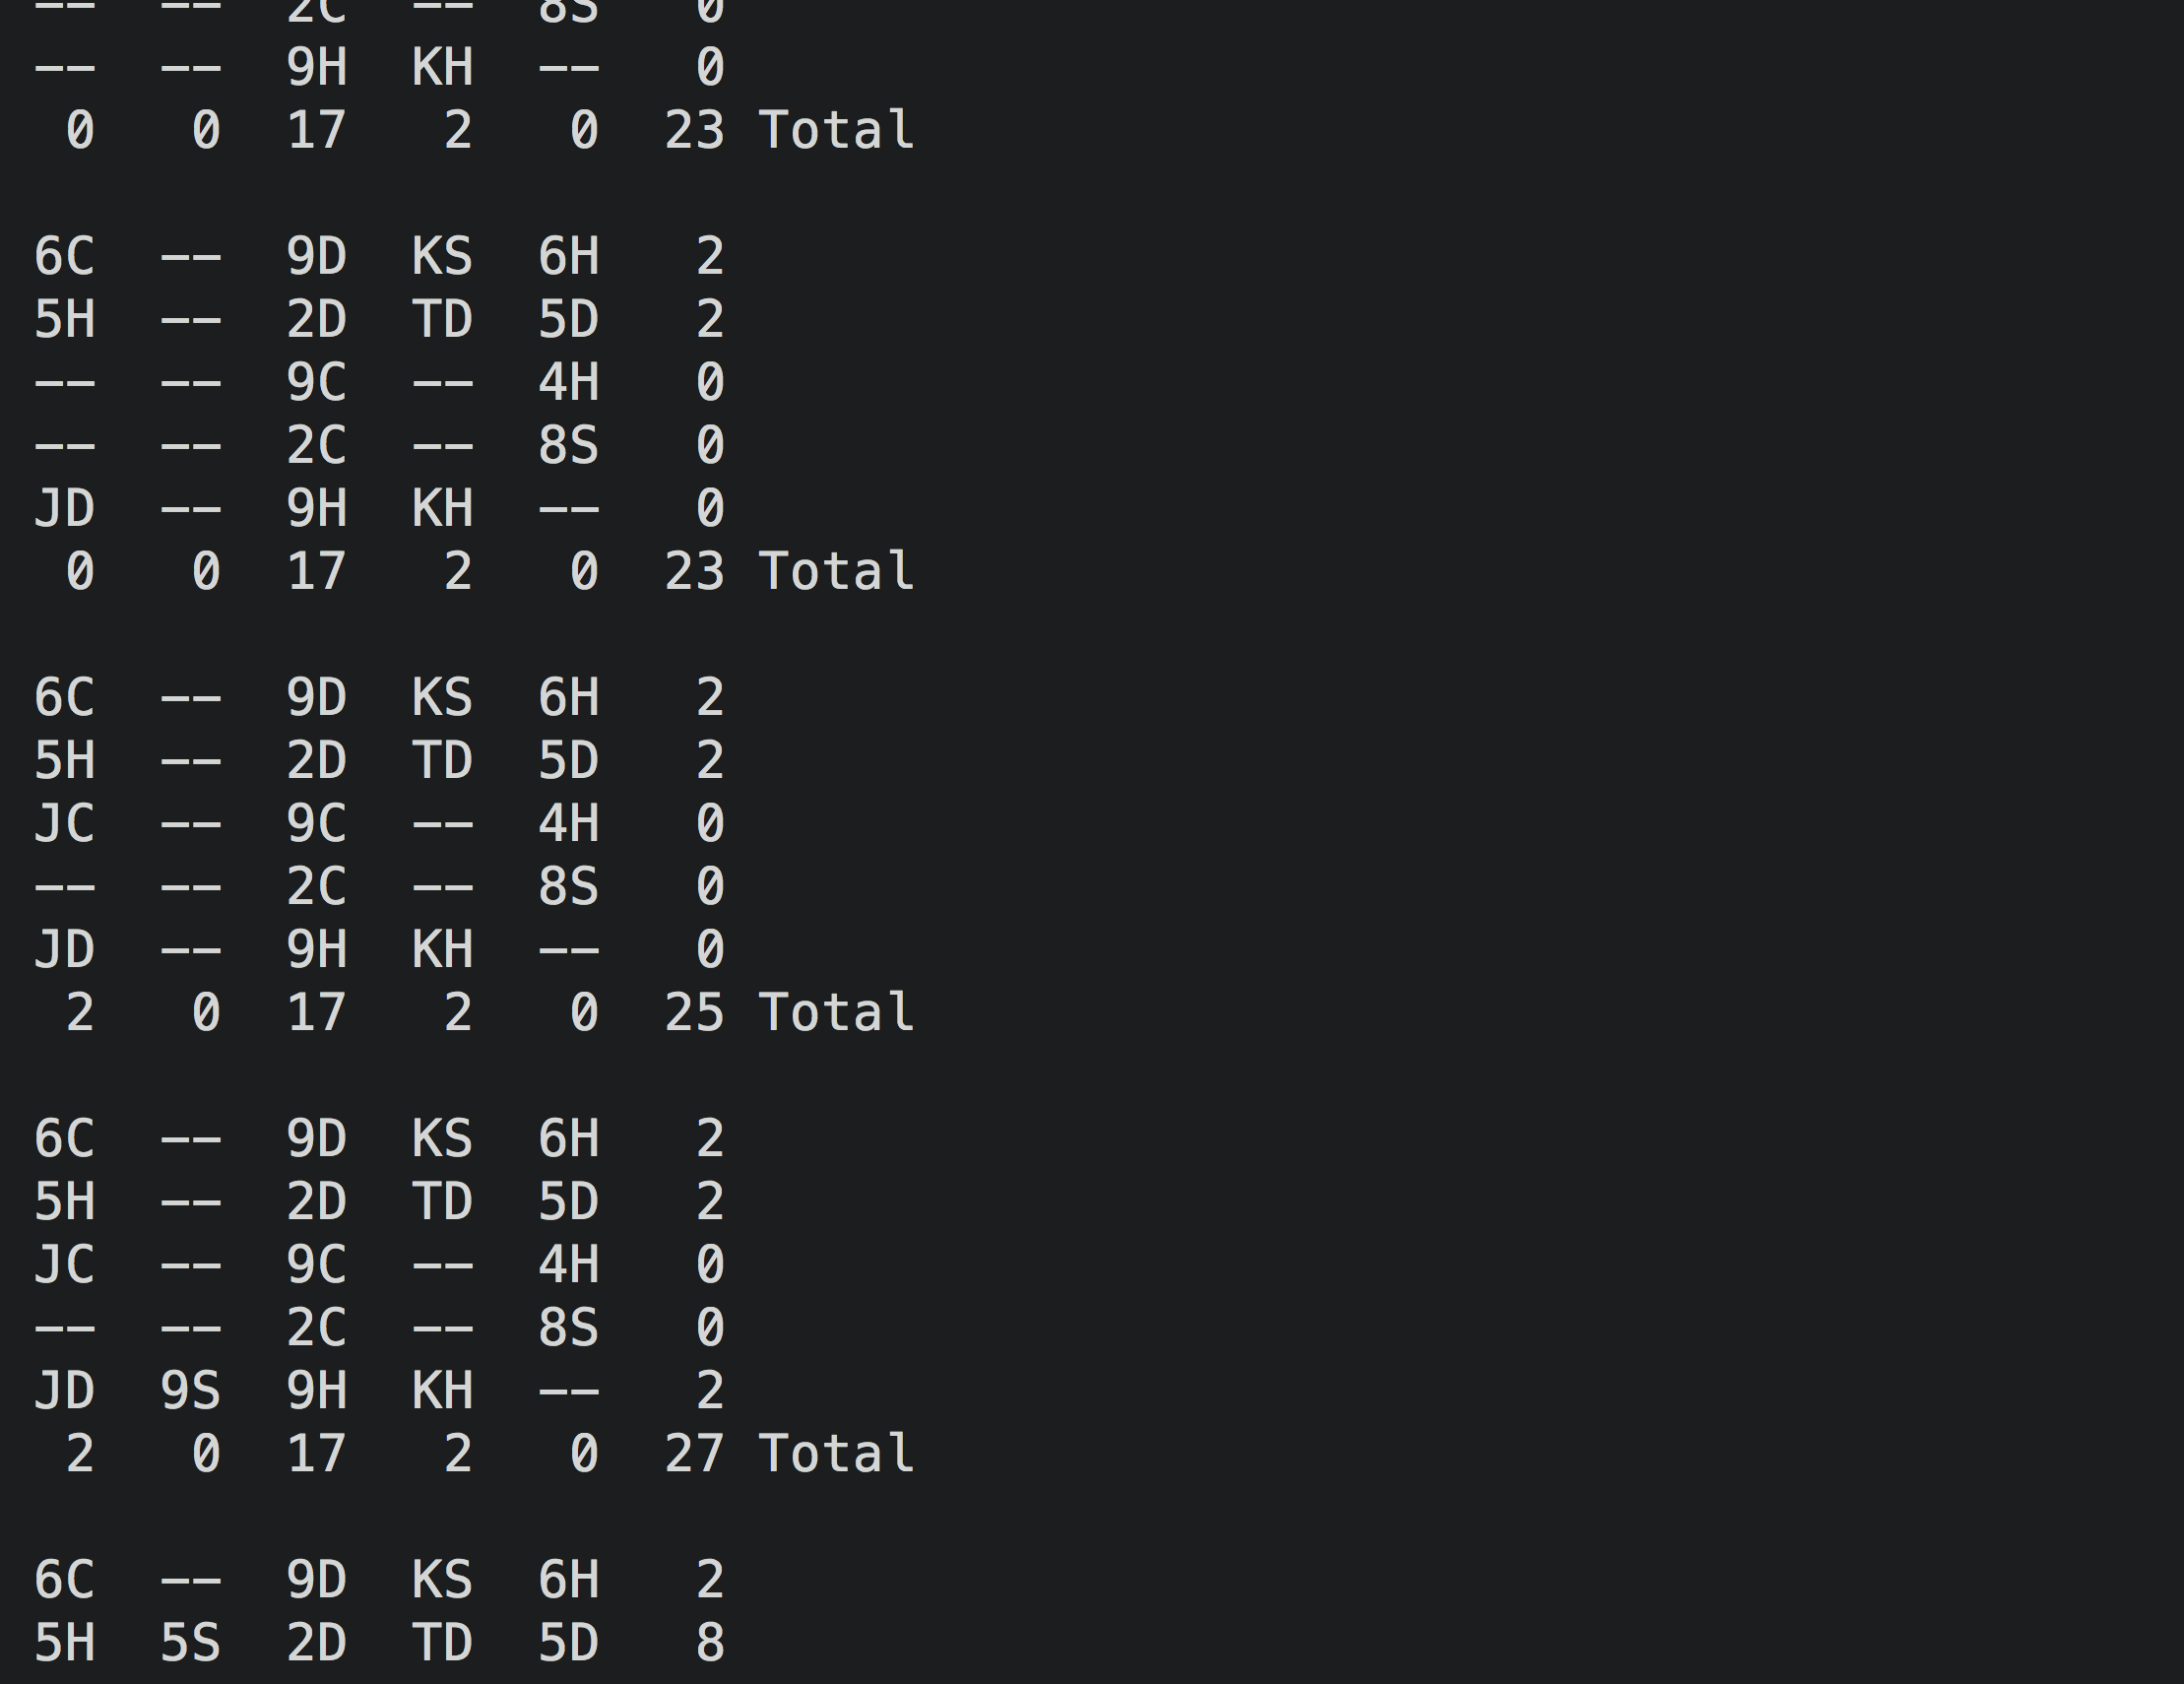 -- -- 2C -- 8S 0
-- -- 9H KH -- 0
0 0 17 2 0 23 Total
6C -- 9D KS 6H 2
5H -- 2D TD 5D 2
-- -- 9C -- 4H 0
-- -- 2C -- 8S 0
JD -- 9H KH -- 0
0 0 17 2 0 23 Total
6C -- 9D KS 6H 2
5H -- 2D TD 5D 2
JC -- 9C -- 4H 0
-- -- 2C -- 8S 0
JD -- 9H KH -- 0
2 0 17 2 0 25 Total
6C -- 9D KS 6H 2
5H -- 2D TD 5D 2
JC -- 9C -- 4H 0
-- -- 2C -- 8S 0
JD 9S 9H KH -- 2
2 0 17 2 0 27 Total
6C -- 9D KS 6H 2
5H 5S 2D TD 5D 8